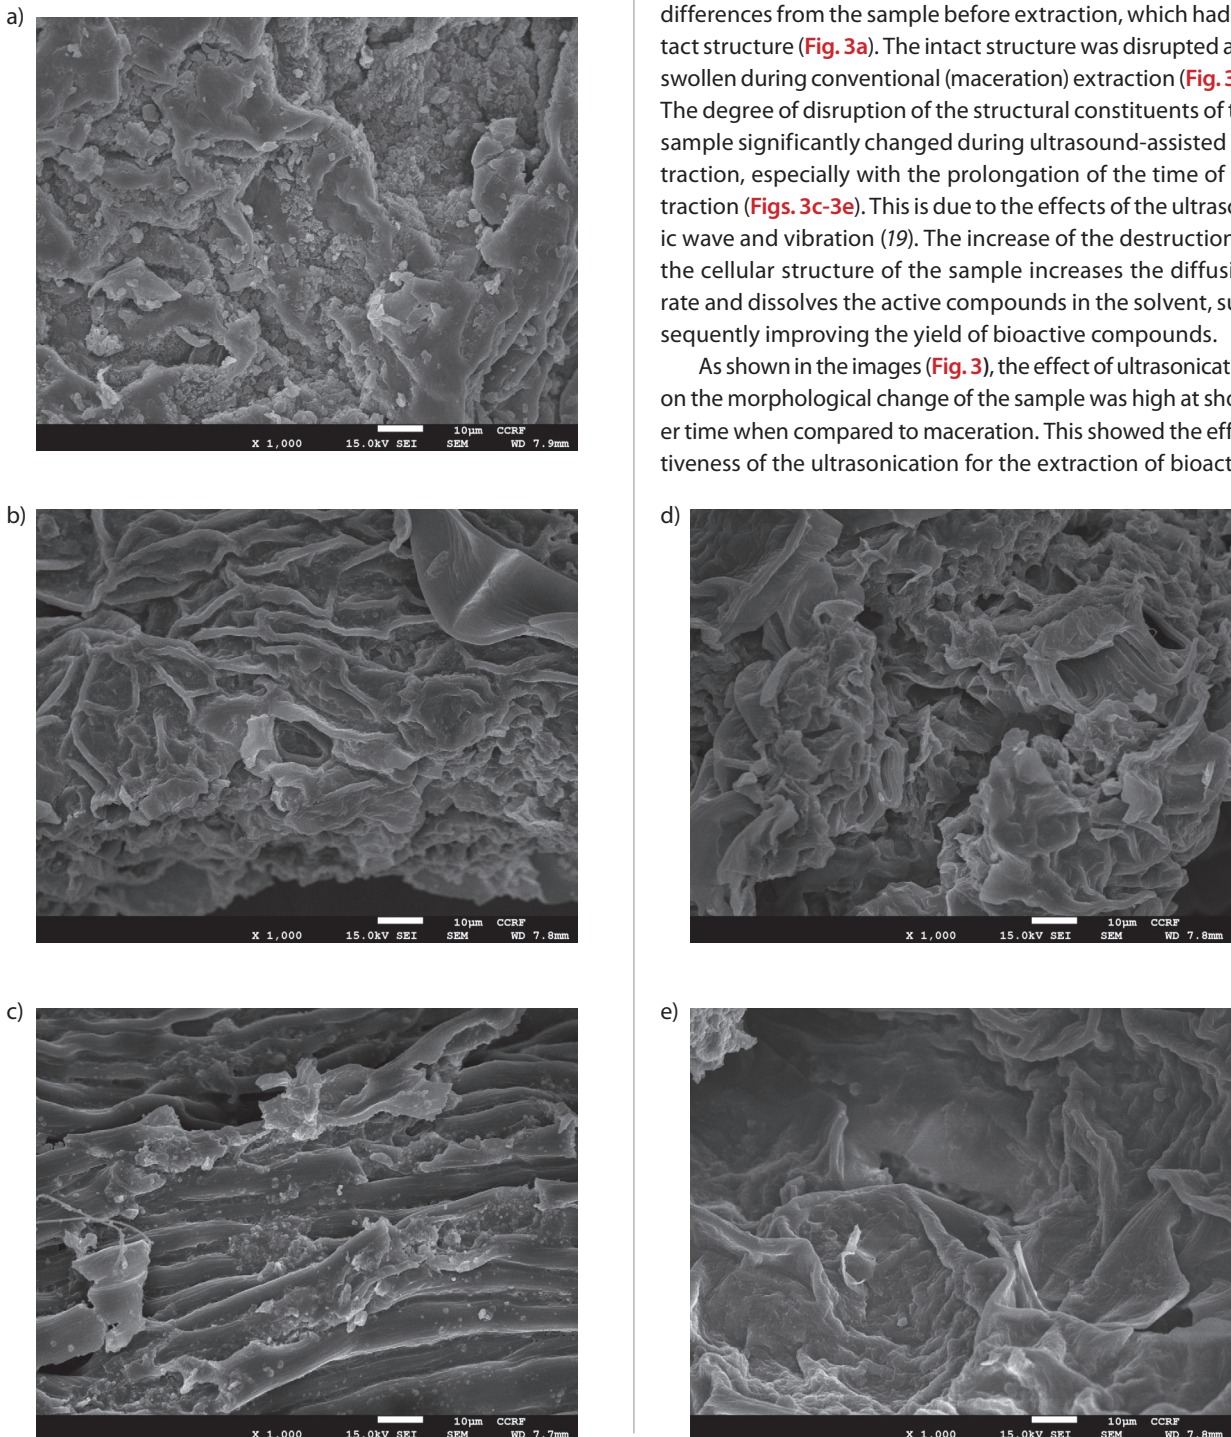 a)
X 1,000 15.0kV SEI 10μm CCRF SEM WD 7.9mm
b)
10μm CCRF
X 1,000 15.0kV SEI SEM WD 7.8mm
c)
10μm CCRF
X 1,000 15.0kV SEI SEM WD 7.7mm
differences from the sample before extraction, which had
tact structure (Fig. 3a). The intact structure was disrupted a
swollen during conventional (maceration) extraction (Fig. 3
The degree of disruption of the structural constituents of t
sample significantly changed during ultrasound-assisted
traction, especially with the prolongation of the time of
traction (Figs. 3c-3e). This is due to the effects of the ultraso
ic wave and vibration (19). The increase of the destruction
the cellular structure of the sample increases the diffusi
rate and dissolves the active compounds in the solvent, su
sequently improving the yield of bioactive compounds.
As shown in the images (Fig. 3), the effect of ultrasonicat
on the morphological change of the sample was high at sho
er time when compared to maceration. This showed the eff
tiveness of the ultrasonication for the extraction of bioact
d)
10μm CCRF
X 1,000 15.0kV SEI SEM WD 7.8mm
e)
10μm CCRF
X 1,000 15.0kV SEI SEM WD 7.8mm